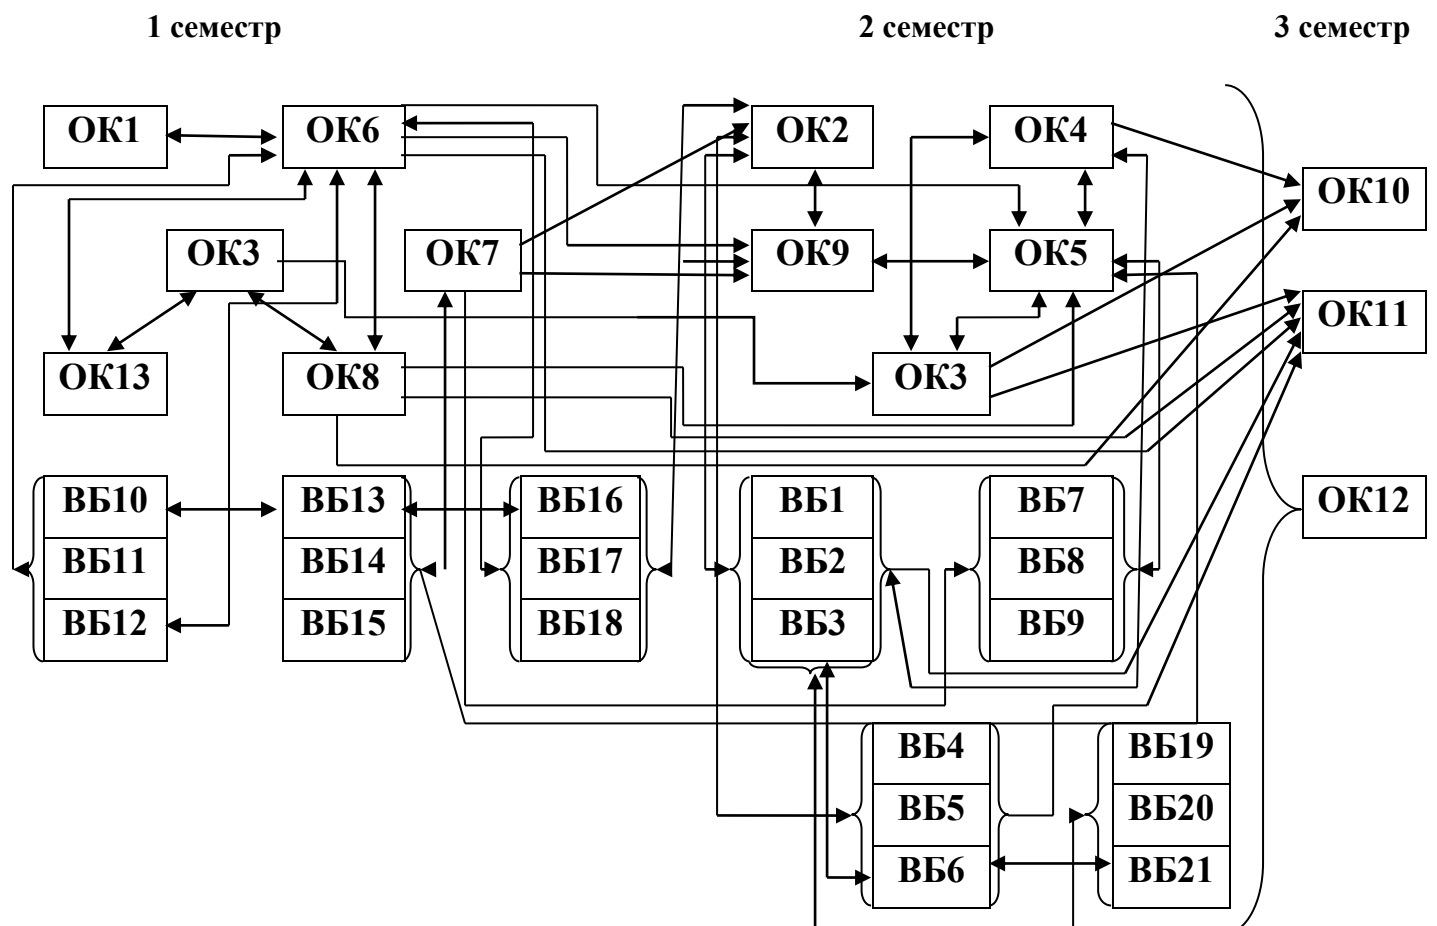 1 семестр 2 семестр 3 семестр
ОК1 ОК6 ОК2 ОК4
ОК10
ОК3 ОК7 ОК9 ОК5
ОК11
ОК13 ОК8 ОК3
ВБ10 ВБ13 ВБ16 ВБ1 ВБ7 ОК12
ВБ11 ВБ14 ВБ17 ВБ2 ВБ8
ВБ12 ВБ15 ВБ18 ВБ3 ВБ9
ВБ4 ВБ19
ВБ5 ВБ20
ВБ6 ВБ21